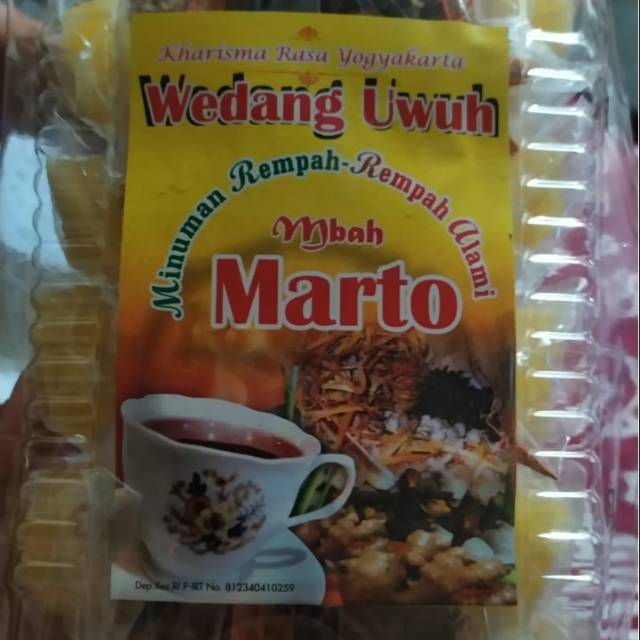 Kharisma Rasa Yogyakarta
Wedang Uwuh
Minuman Rempah-Rempah Alami
Mbah
Marto
Dep.Kes.RI P-IRT No. 812340410259